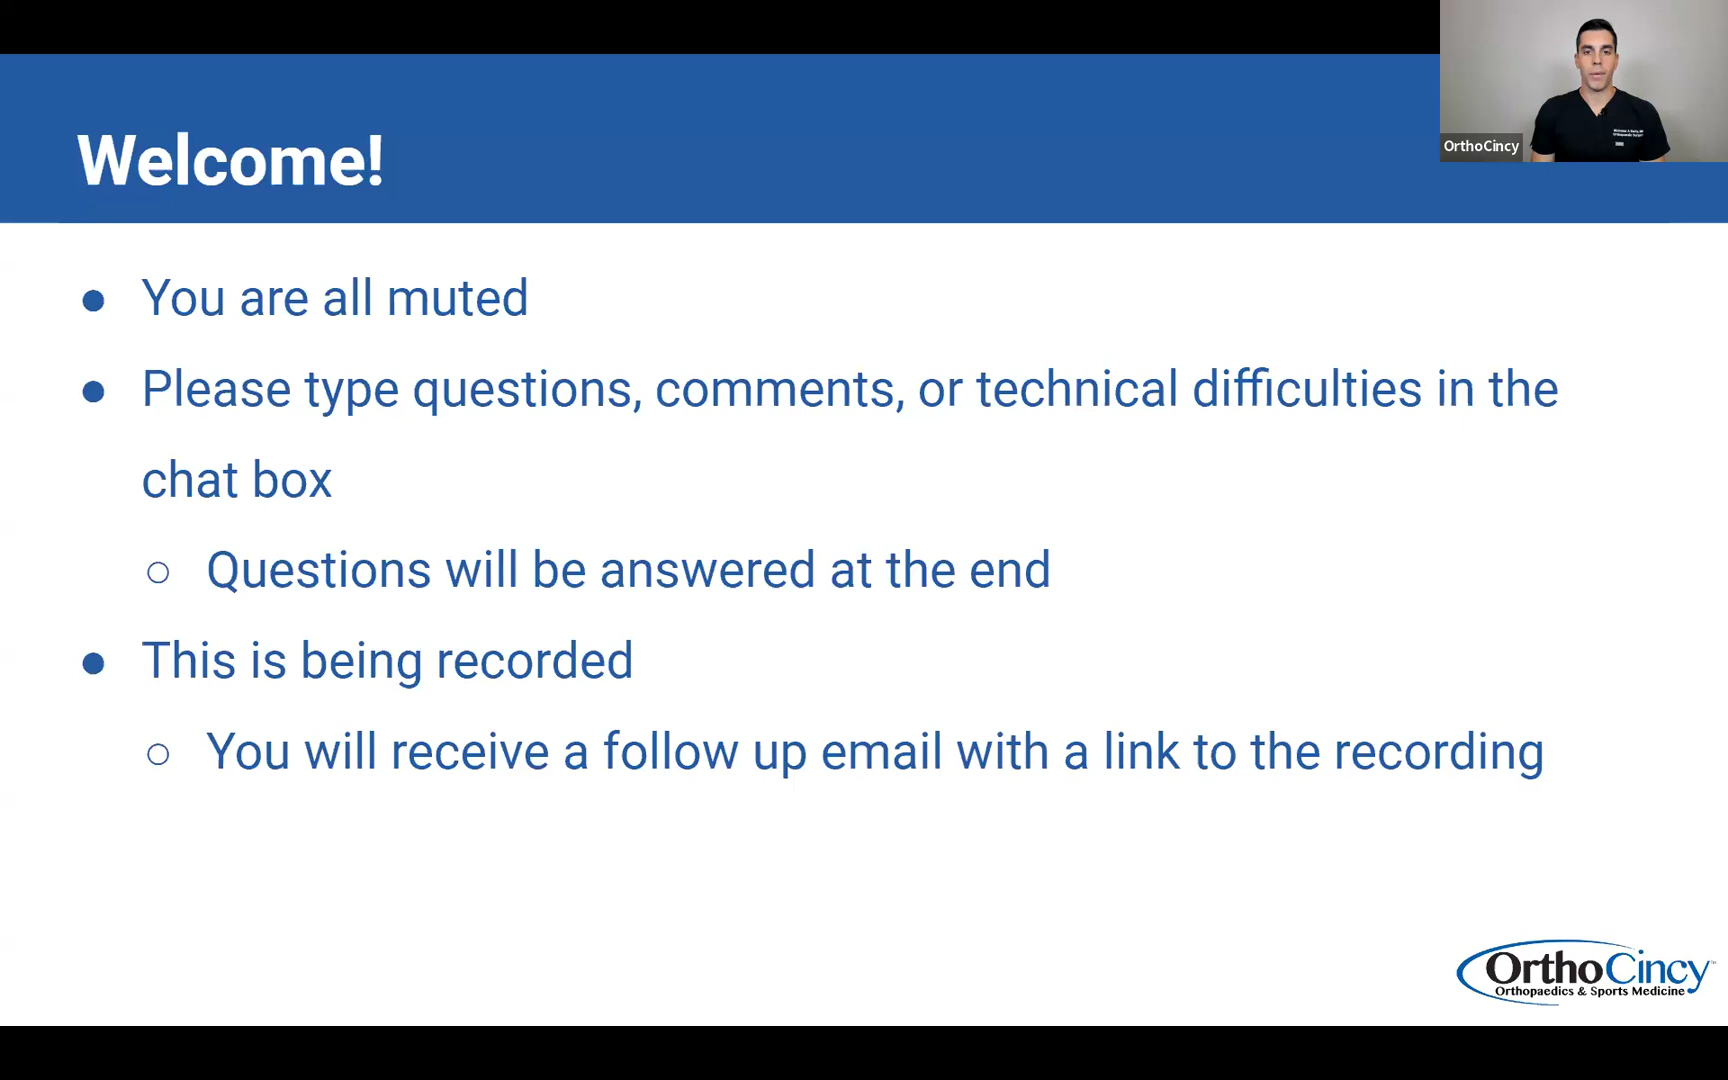 Welcome!
OrthoCincy
● You are all muted
● Please type questions, comments, or technical difficulties in the
chat box
○ Questions will be answered at the end
● This is being recorded
○ You will receive a follow up email with a link to the recording
OrthoCincy
Orthopaedics & Sports Medicine